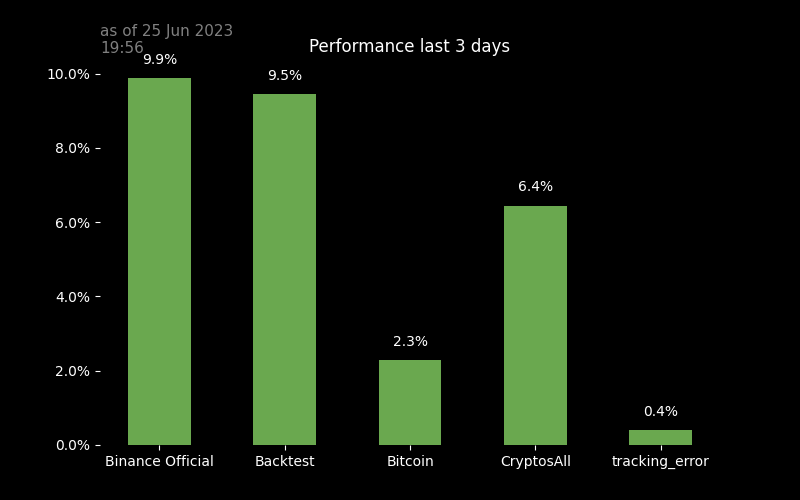 as of 25 Jun 2023
19:56
Performance last 3 days
9.9%
9.5%
2.3%
6.4%
0.4%
10.0%
8.0%
6.0%
4.0%
2.0%
0.0%
Binance Official
Backtest
Bitcoin
CryptosAll
tracking_error